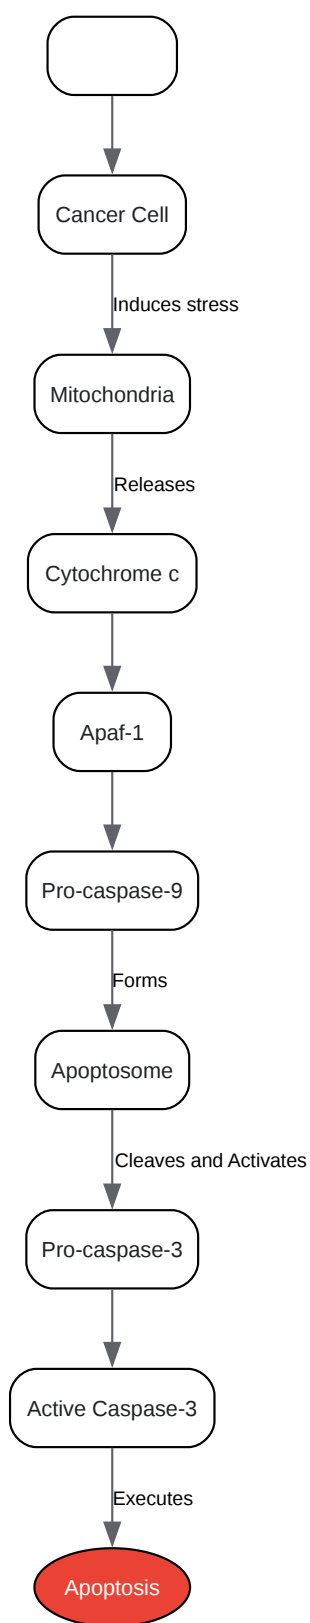 Cancer Cell
Induces stress
Mitochondria
Releases
Cytochrome c
Apaf-1
Pro-caspase-9
Forms
Apoptosome
Cleaves and Activates
Pro-caspase-3
Active Caspase-3
Executes
Apoptosis